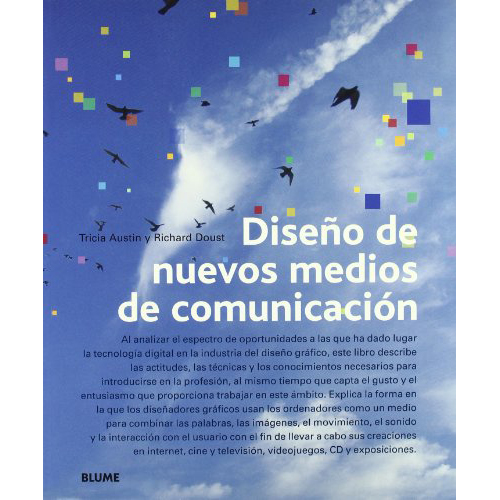 Tricia Austin y Richard Doust
Diseño de
nuevos medios
de comunicación
Al analizar el espectro de oportunidades a las que ha dado lugar
la tecnología digital en la industria del diseño gráfico, este libro describe
las actitudes, las técnicas y los conocimientos necesarios para
introducirse en la profesión, al mismo tiempo que capta el gusto y el
entusiasmo que proporciona trabajar en este ámbito. Explica la forma en
la que los diseñadores gráficos usan los ordenadores como un medio
para combinar las palabras, las imágenes, el movimiento, el sonido
y la interacción con el usuario con el fin de llevar a cabo sus creaciones
en internet, cine y televisión, videojuegos, CD y exposiciones.
BLUME